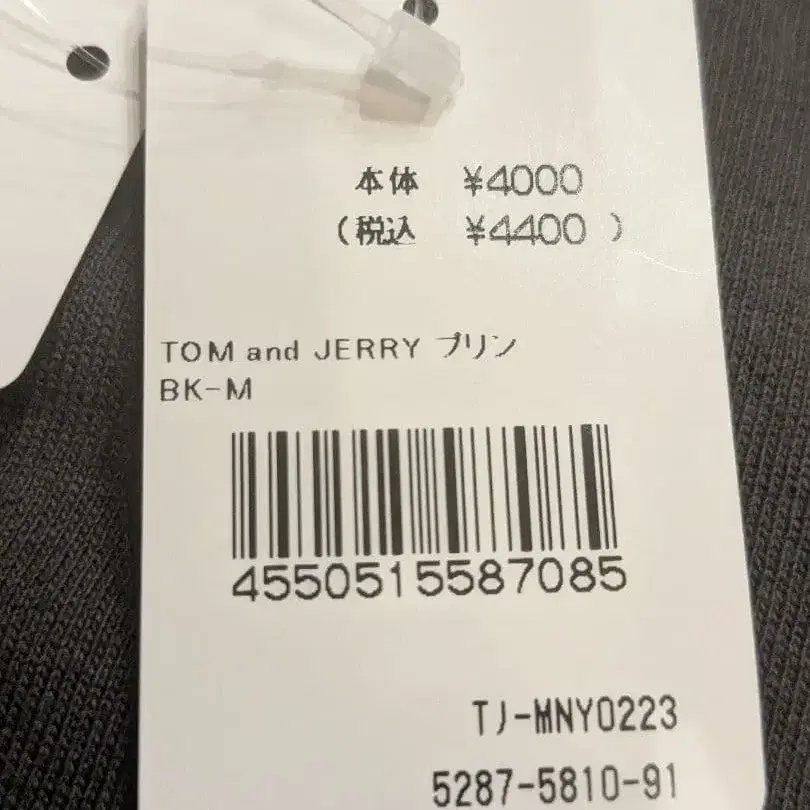 本体 ¥4000
(税込 ¥4400 )
TOM and JERRY プリン
BK-M
4550515587085
TJ-MNY0223
5287-5810-91